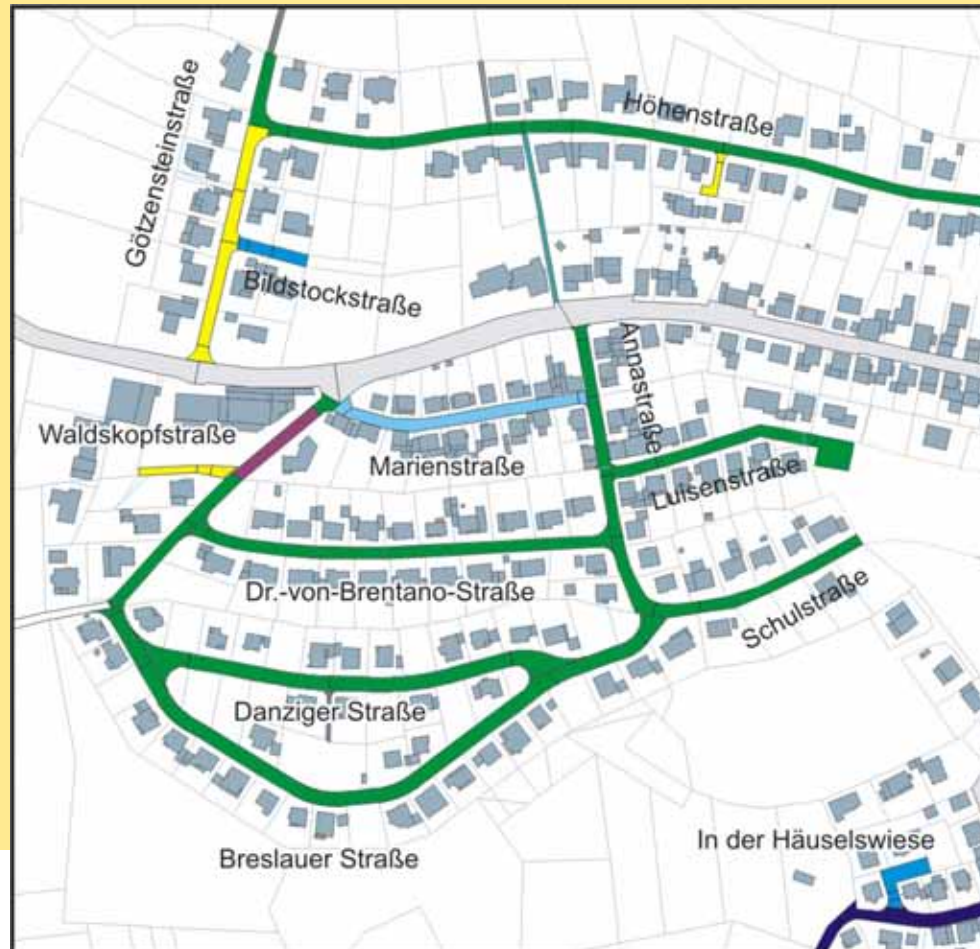 Götzensteinstraße
Höhenstraße
Bildstockstraße
Annastraße
Waldskopfstraße
Marienstraße
Luisenstraße
Dr.-von-Brentano-Straße
Schulstraße
Danziger Straße
Breslauer Straße
In der Häuselswiese